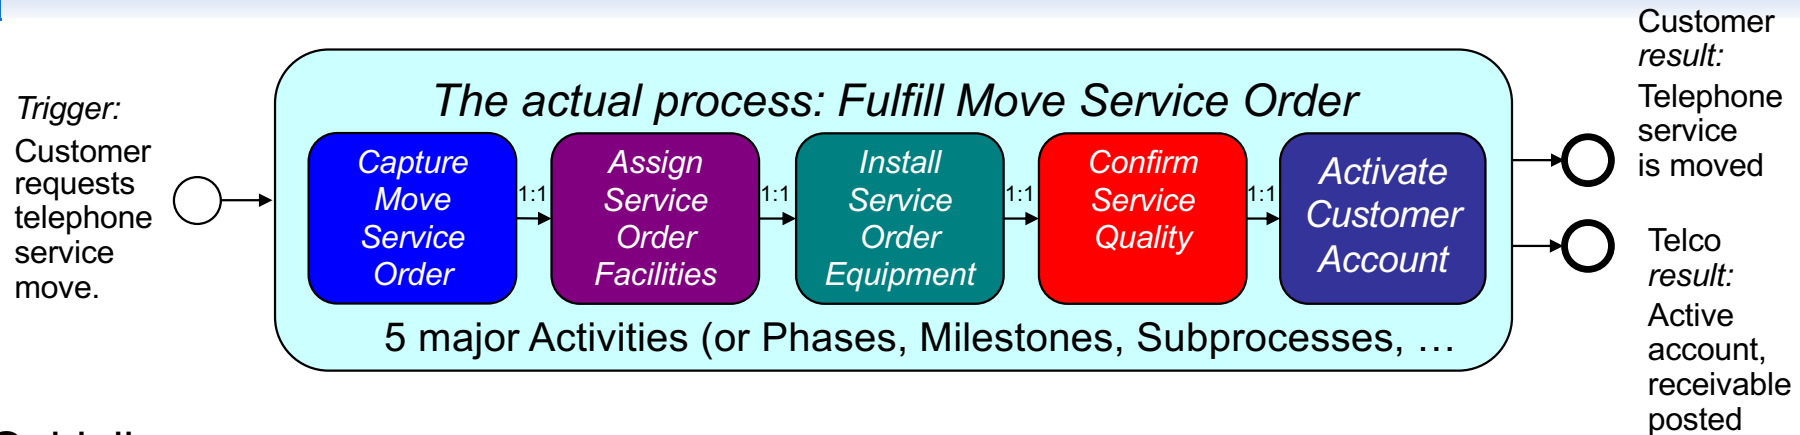 Trigger:
Customer
requests
telephone
service
move.
The actual process: Fulfill Move Service Order
Capture
Move
Service
Order
1:1
Assign
Service
Order
Facilities
1:1
Install
Service
Order
Equipment
1:1
Confirm
Service
Quality
1:1
Activate
Customer
Account
5 major Activities (or Phases, Milestones, Subprocesses, …
Customer
result:
Telephone
service
is moved
Telco
result:
Active
account,
receivable
posted